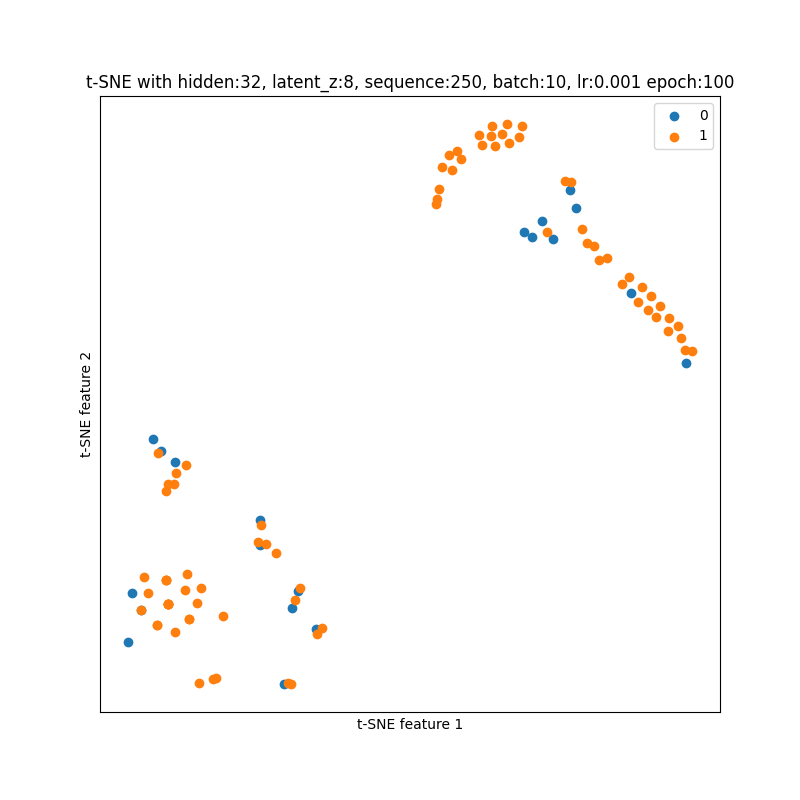 t-SNE with hidden:32, latent_z:8, sequence:250, batch:10, lr:0.001 epoch:100
0
1
t-SNE feature 2
t-SNE feature 1